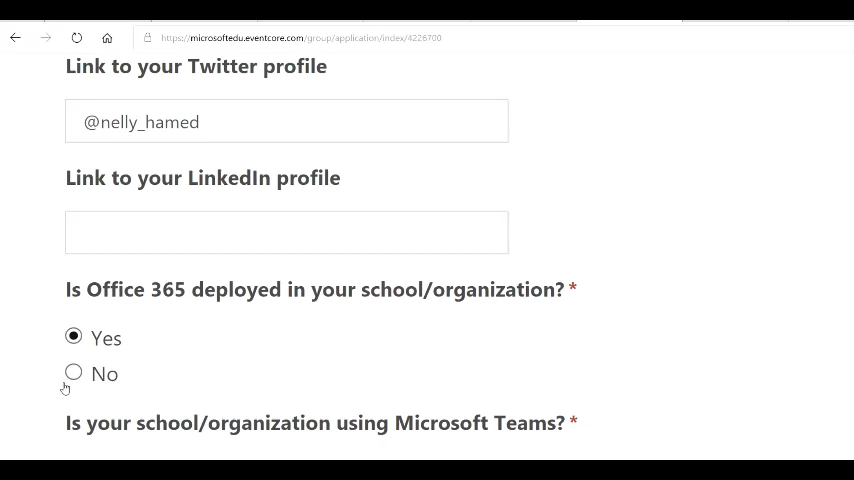 https://microsoftedu.eventcore.com/group/application/index/4226700
Link to your Twitter profile
@nelly_hamed
Link to your LinkedIn profile
Is Office 365 deployed in your school/organization? *
Yes
No
Is your school/organization using Microsoft Teams? *